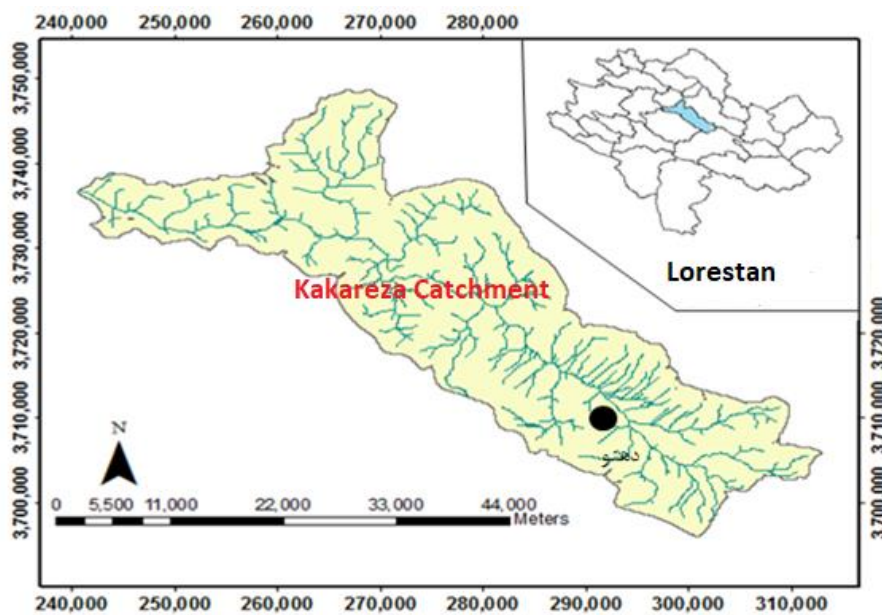 240,000 250,000 260,000 270,000 280,000
3,750,000
3,740,000
3,730,000
3,720,000
3,710,000
3,700,000
Lorestan
Kakareza Catchment
دهنو
N
0 5,500 11,000 22,000 33,000 44,000
Meters
3,720,000
3,710,000
3,700,000
240,000 250,000 260,000 270,000 280,000 290,000 300,000 310,000